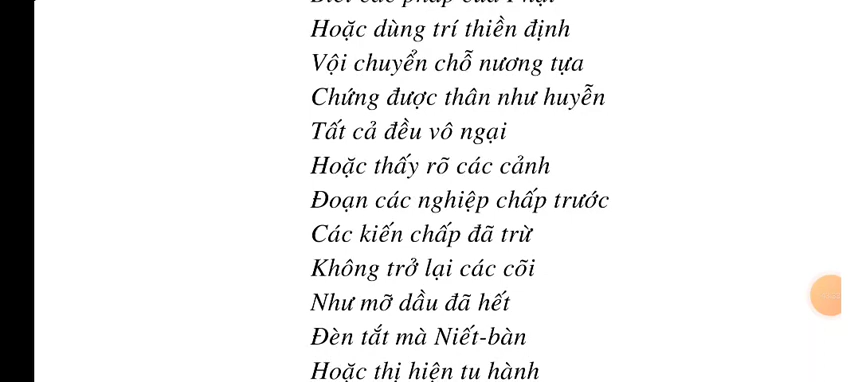 Hoặc dùng trí thiền định
Vội chuyển chỗ nương tựa
Chứng được thân như huyễn
Tất cả đều vô ngại
Hoặc thấy rõ các cảnh
Đoạn các nghiệp chấp trước
Các kiến chấp đã trừ
Không trở lại các cõi
Như mỡ dầu đã hết
Đèn tắt mà Niết-bàn
Hoặc thị hiện tu hành